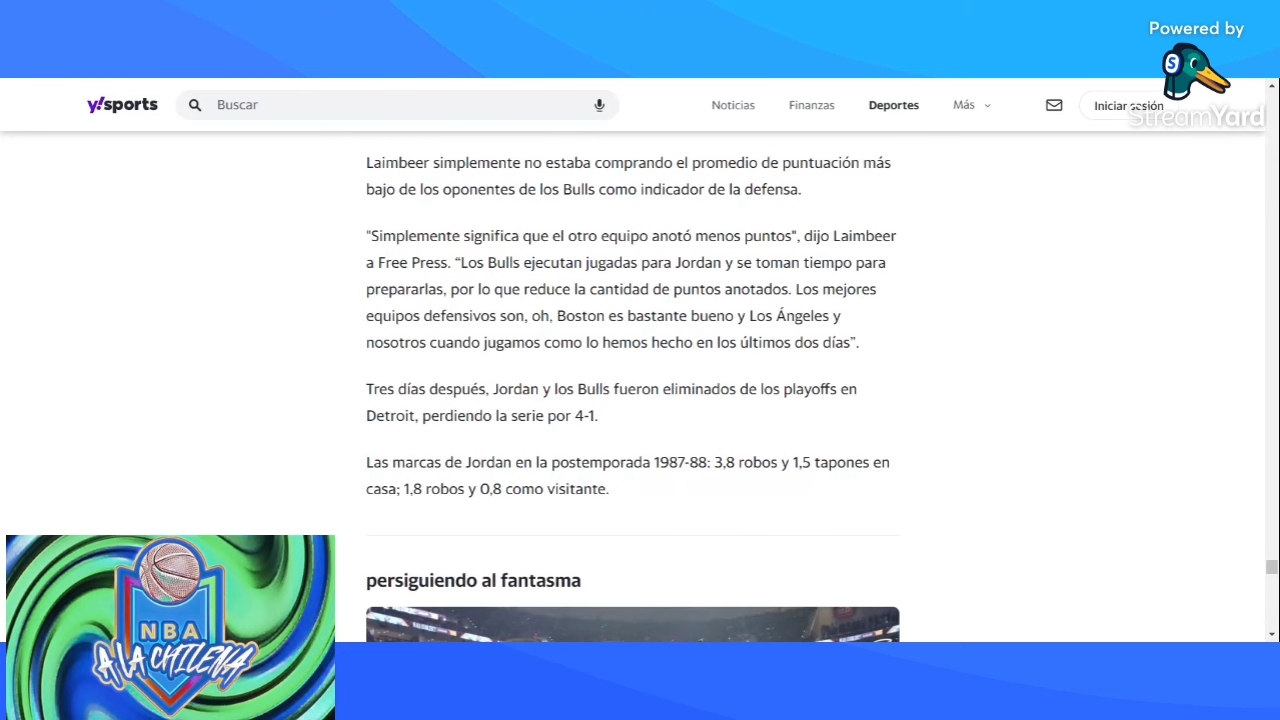 Powered by
StreamYard
y!sports
Buscar
Noticias
Finanzas
Deportes
Más
Iniciar sesión
Laimbeer simplemente no estaba comprando el promedio de puntuación más
bajo de los oponentes de los Bulls como indicador de la defensa.
"Simplemente significa que el otro equipo anotó menos puntos", dijo Laimbeer
a Free Press. “Los Bulls ejecutan jugadas para Jordan y se toman tiempo para
prepararlas, por lo que reduce la cantidad de puntos anotados. Los mejores
equipos defensivos son, oh, Boston es bastante bueno y Los Ángeles y
nosotros cuando jugamos como lo hemos hecho en los últimos dos días”.
Tres días después, Jordan y los Bulls fueron eliminados de los playoffs en
Detroit, perdiendo la serie por 4-1.
Las marcas de Jordan en la postemporada 1987-88: 3,8 robos y 1,5 tapones en
casa; 1,8 robos y 0,8 como visitante.
persiguiendo al fantasma
NBA
A LA CHILENA